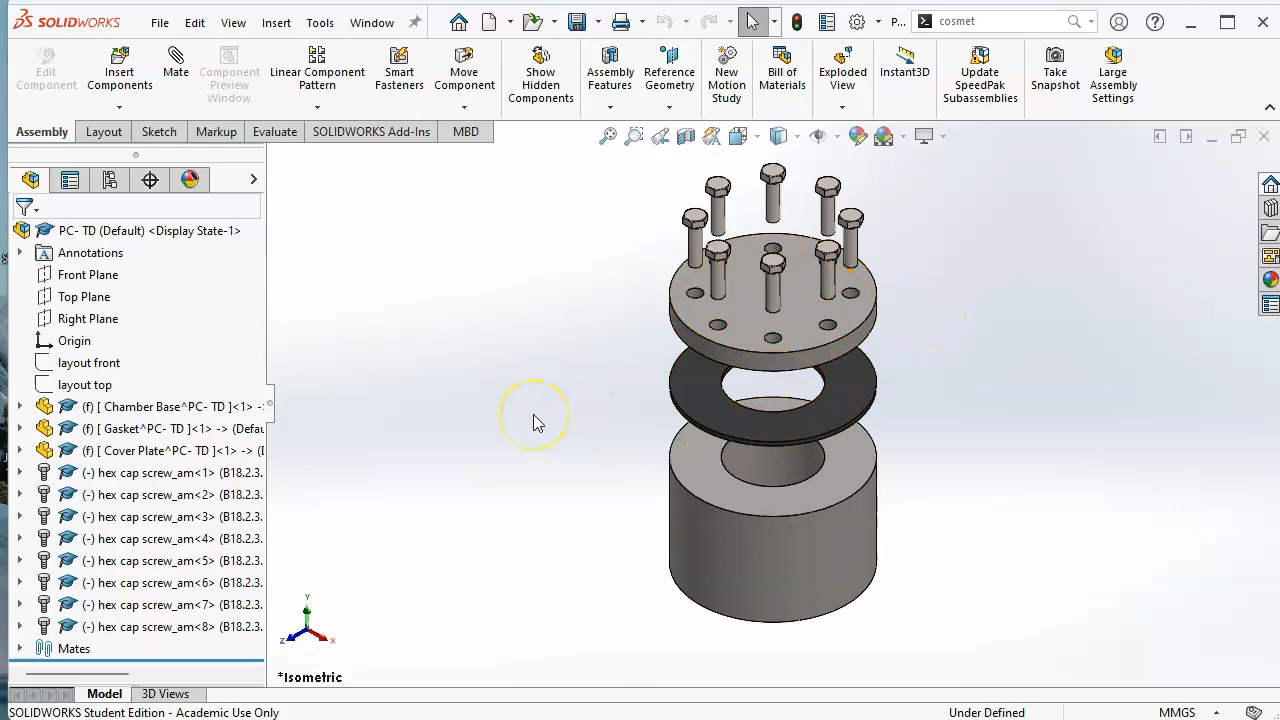 SOLIDWORKS File Edit View Insert Tools Window P... cosmet
Edit Component
Insert Components
Mate
Component Preview Window
Linear Component Pattern
Smart Fasteners
Move Component
Show Hidden Components
Assembly Features
Reference Geometry
New Motion Study
Bill of Materials
Exploded View
Instant3D
Update SpeedPak Subassemblies
Take Snapshot
Large Assembly Settings
Assembly Layout Sketch Markup Evaluate SOLIDWORKS Add-Ins MBD
PC- TD (Default) <Display State-1>
Annotations
Front Plane
Top Plane
Right Plane
Origin
layout front
layout top
(f) [ Chamber Base^PC- TD ]<1> ->
(f) [ Gasket^PC- TD ]<1> -> (Defau
(f) [ Cover Plate^PC- TD ]<1> -> (
(-) hex cap screw_am<1> (B18.2.3.
(-) hex cap screw_am<2> (B18.2.3.
(-) hex cap screw_am<3> (B18.2.3.
(-) hex cap screw_am<4> (B18.2.3.
(-) hex cap screw_am<5> (B18.2.3.
(-) hex cap screw_am<6> (B18.2.3.
(-) hex cap screw_am<7> (B18.2.3.
(-) hex cap screw_am<8> (B18.2.3.
Mates
Y
Z X
*Isometric
Model 3D Views
SOLIDWORKS Student Edition - Academic Use Only Under Defined MMGS